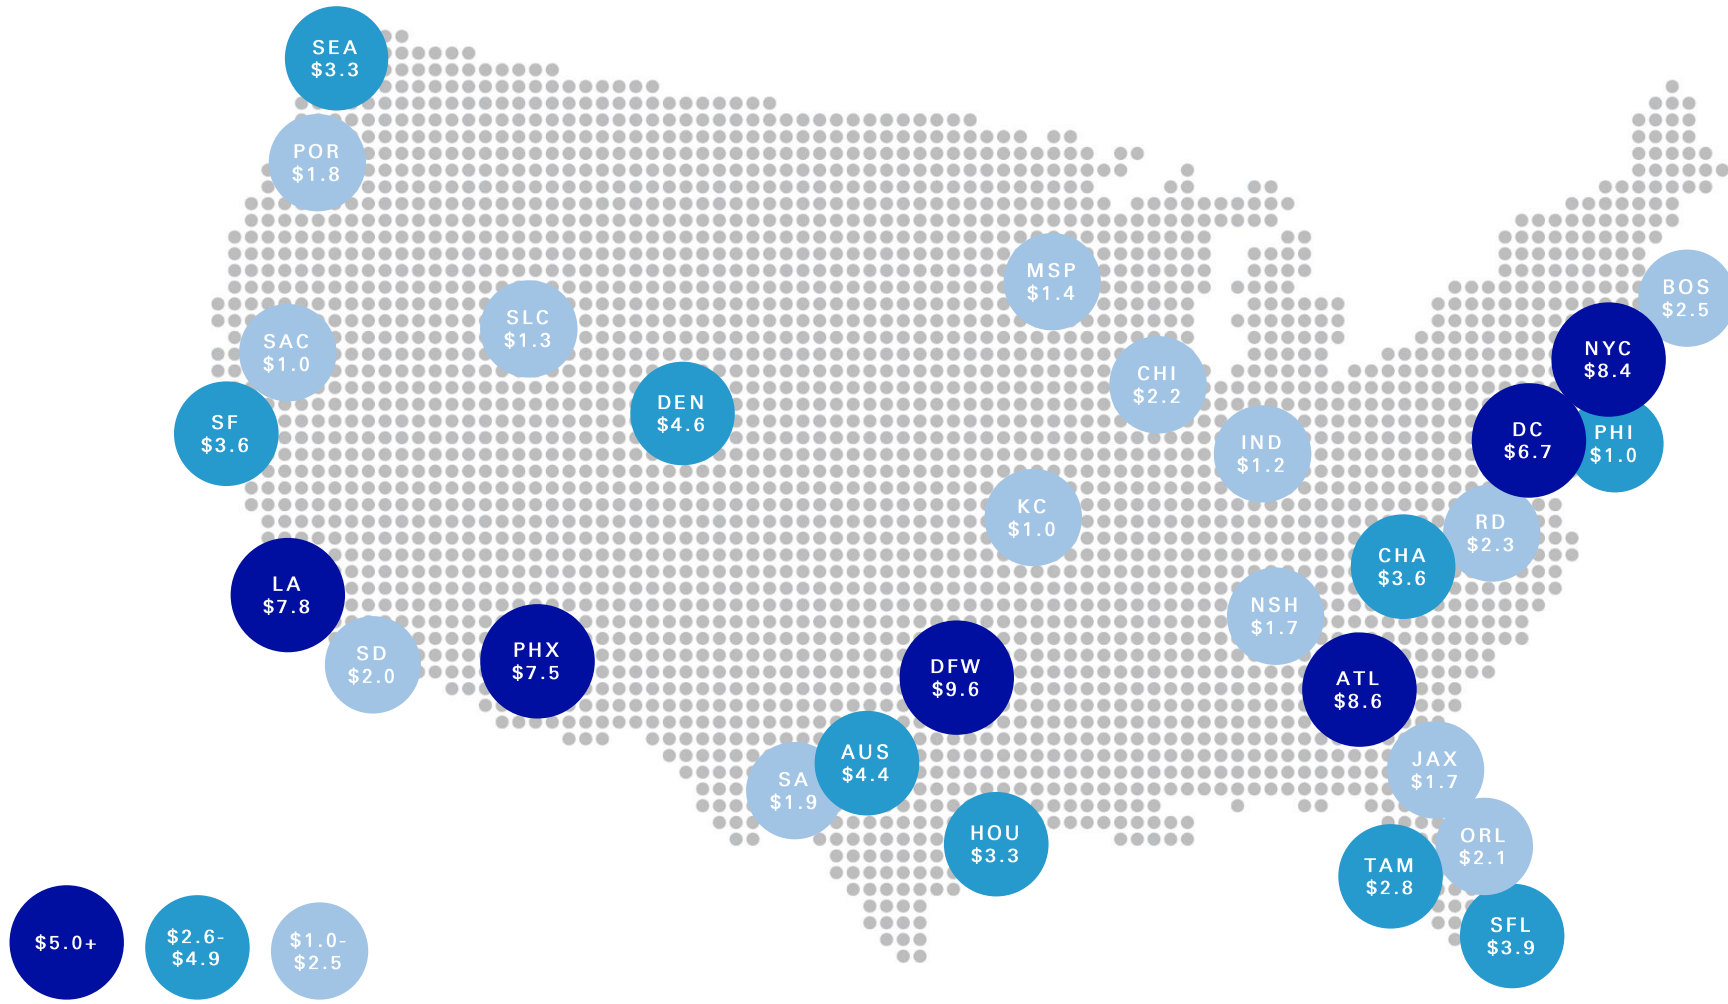 SEA
$3.3
POR
$1.8
MSP
$1.4
BOS
$2.5
SLC
$1.3
SAC
$1.0
NYC
$8.4
CHI
$2.2
DEN
$4.6
SF
$3.6
DC
$6.7
PHI
$1.0
IND
$1.2
KC
$1.0
RD
$2.3
CHA
$3.6
LA
$7.8
NSH
$1.7
SD
$2.0
PHX
$7.5
DFW
$9.6
ATL
$8.6
AUS
$4.4
SA
$1.9
JAX
$1.7
HOU
$3.3
ORL
$2.1
TAM
$2.8
SFL
$3.9
$5.0+
$2.6-
$4.9
$1.0-
$2.5